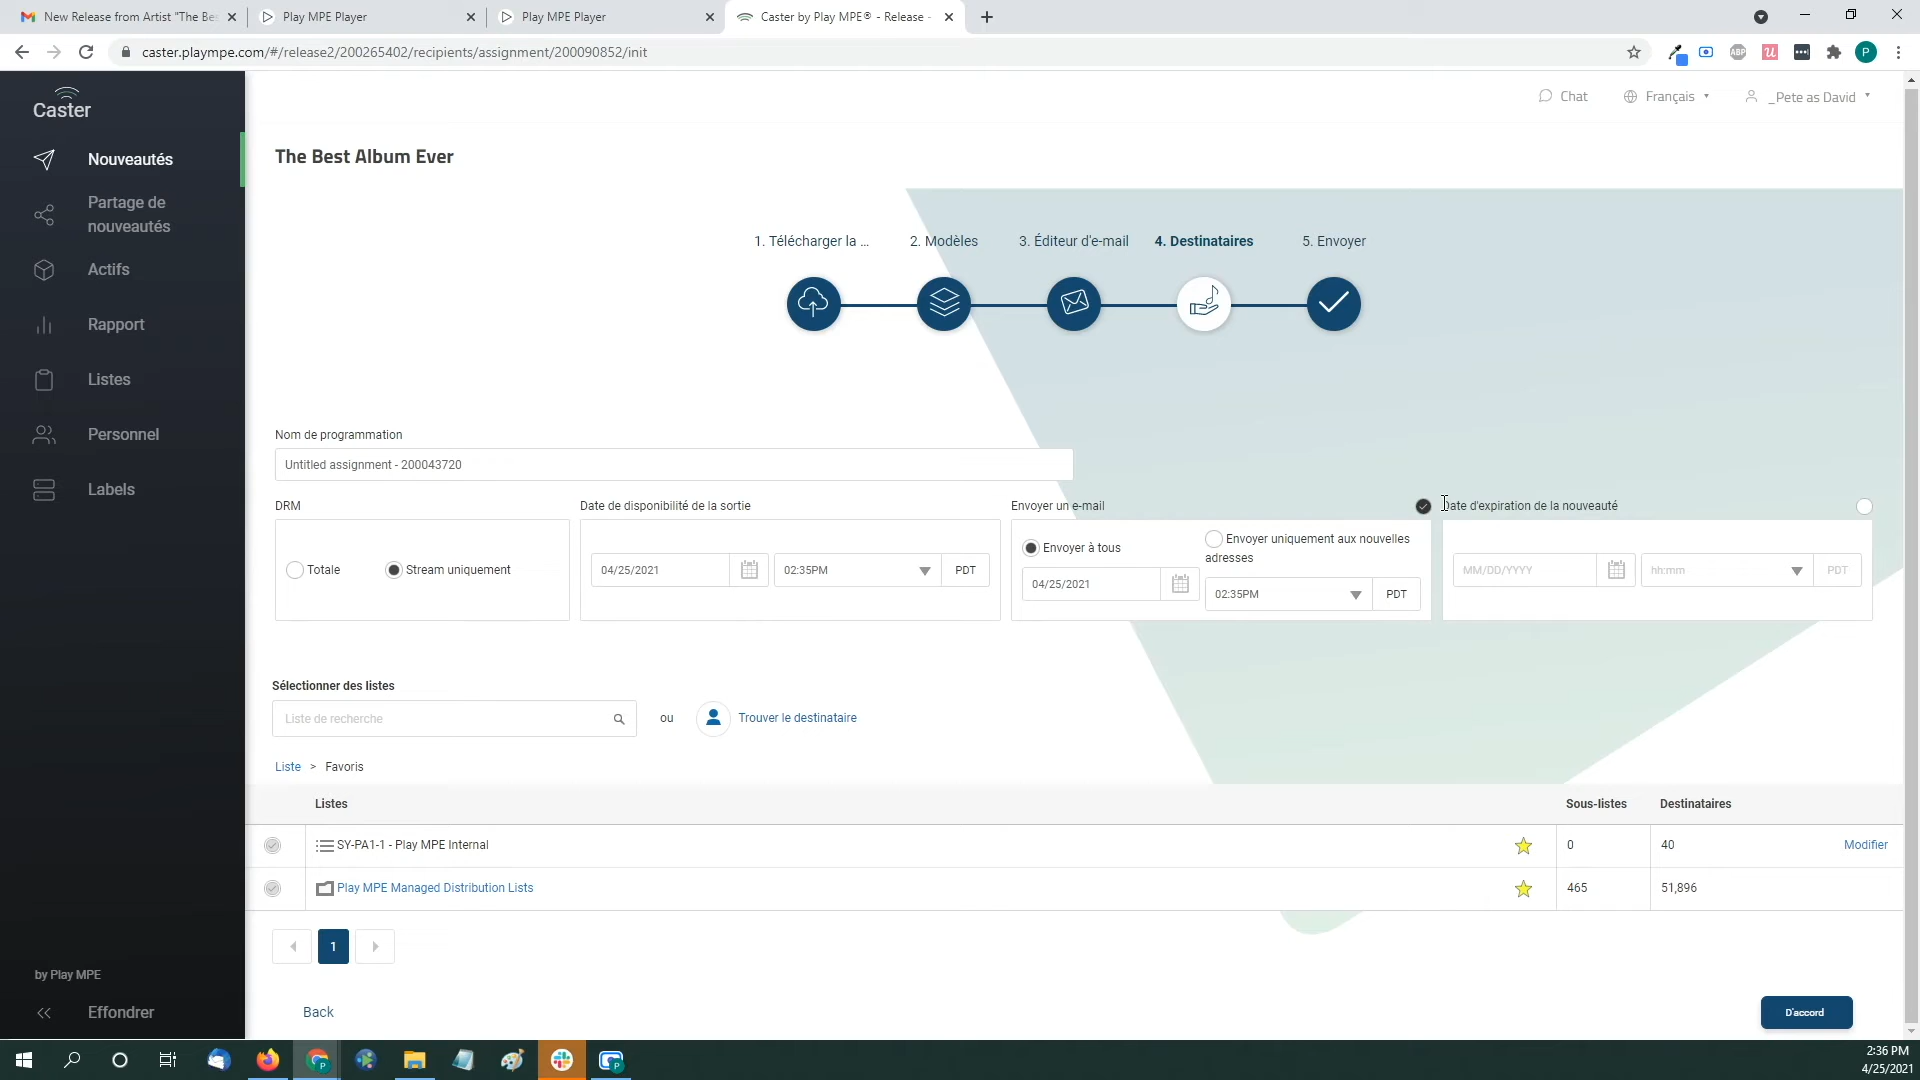 New Release from Artist "The Be
Play MPE Player
Play MPE Player
Caster by Play MPE® - Release -
caster.plaympe.com/#/release2/200265402/recipients/assignment/200090852/init
ABP
P
Caster
Chat
Français
_Pete as David
Nouveautés
Partage de
nouveautés
Actifs
Rapport
Listes
Personnel
Labels
by Play MPE
Effondrer
The Best Album Ever
1. Télécharger la ...
2. Modèles
3. Éditeur d'e-mail
4. Destinataires
5. Envoyer
Nom de programmation
Untitled assignment - 200043720
DRM
Totale
Stream uniquement
Date de disponibilité de la sortie
04/25/2021
02:35PM
PDT
Envoyer un e-mail
Envoyer à tous
04/25/2021
Envoyer uniquement aux nouvelles
adresses
02:35PM
PDT
Date d'expiration de la nouveauté
MM/DD/YYYY
hh:mm
PDT
Sélectionner des listes
Liste de recherche
ou
Trouver le destinataire
Liste > Favoris
Listes
Sous-listes
Destinataires
SY-PA1-1 - Play MPE Internal
0
40
Modifier
Play MPE Managed Distribution Lists
465
51,896
1
Back
D'accord
2:36 PM
4/25/2021